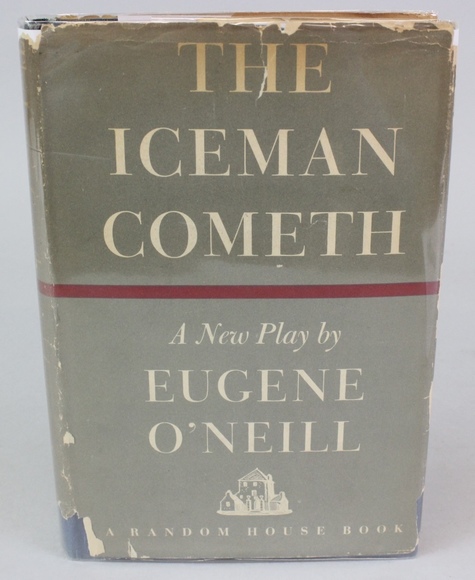 THE
ICEMAN
COMETH
A New Play by
EUGENE
O'NEILL
A RANDOM HOUSE BOOK